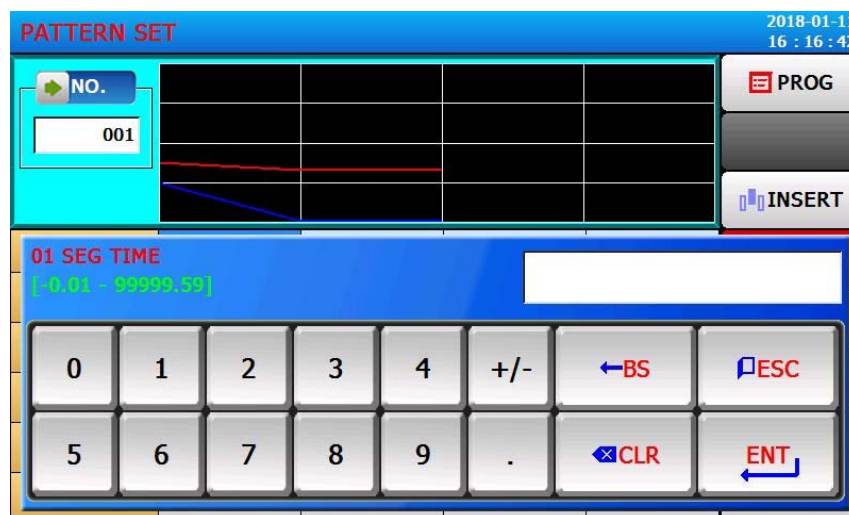 PATTERN SET
2018-01-1
16 : 16 : 42
NO.
001
PROG
INSERT
01 SEG TIME
[-0.01 - 99999.59]
0 1 2 3 4 +/- ←BS ESC
5 6 7 8 9 . CLR ENT